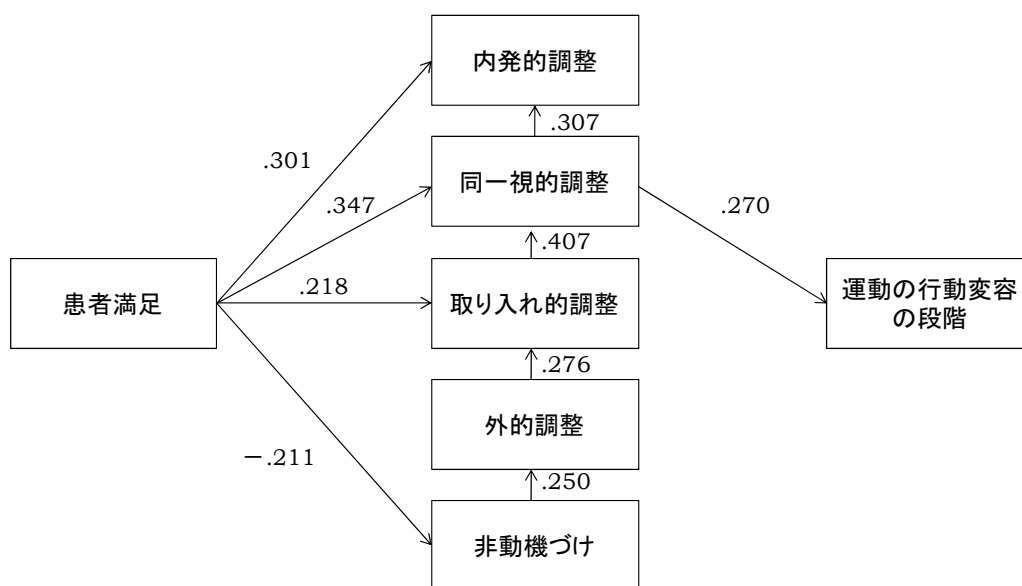 内発的調整
.307
.301
同一視的調整
.347
.270
.407
患者満足
.218
取り入れ的調整
運動の行動変容
の段階
.276
外的調整
－.211
.250
非動機づけ